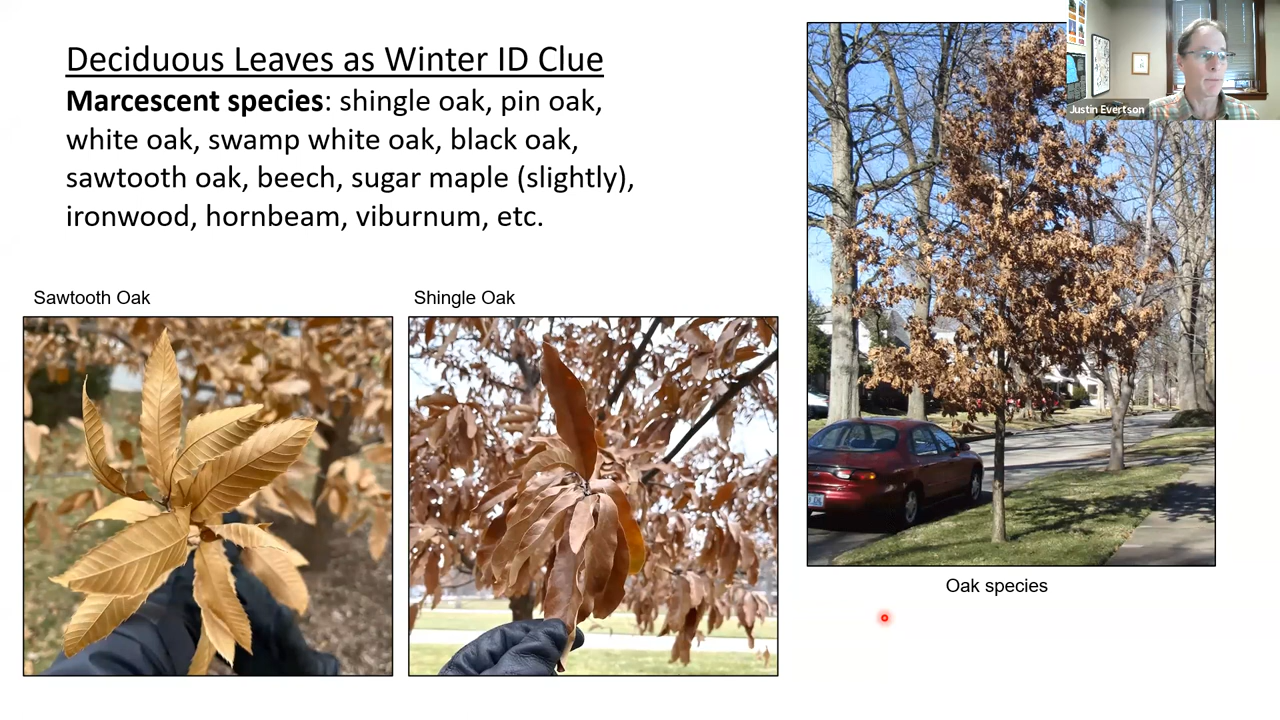 Deciduous Leaves as Winter ID Clue
Marcescent species: shingle oak, pin oak,
white oak, swamp white oak, black oak,
sawtooth oak, beech, sugar maple (slightly),
ironwood, hornbeam, viburnum, etc.
Justin Evertson
Sawtooth Oak
Shingle Oak
Oak species